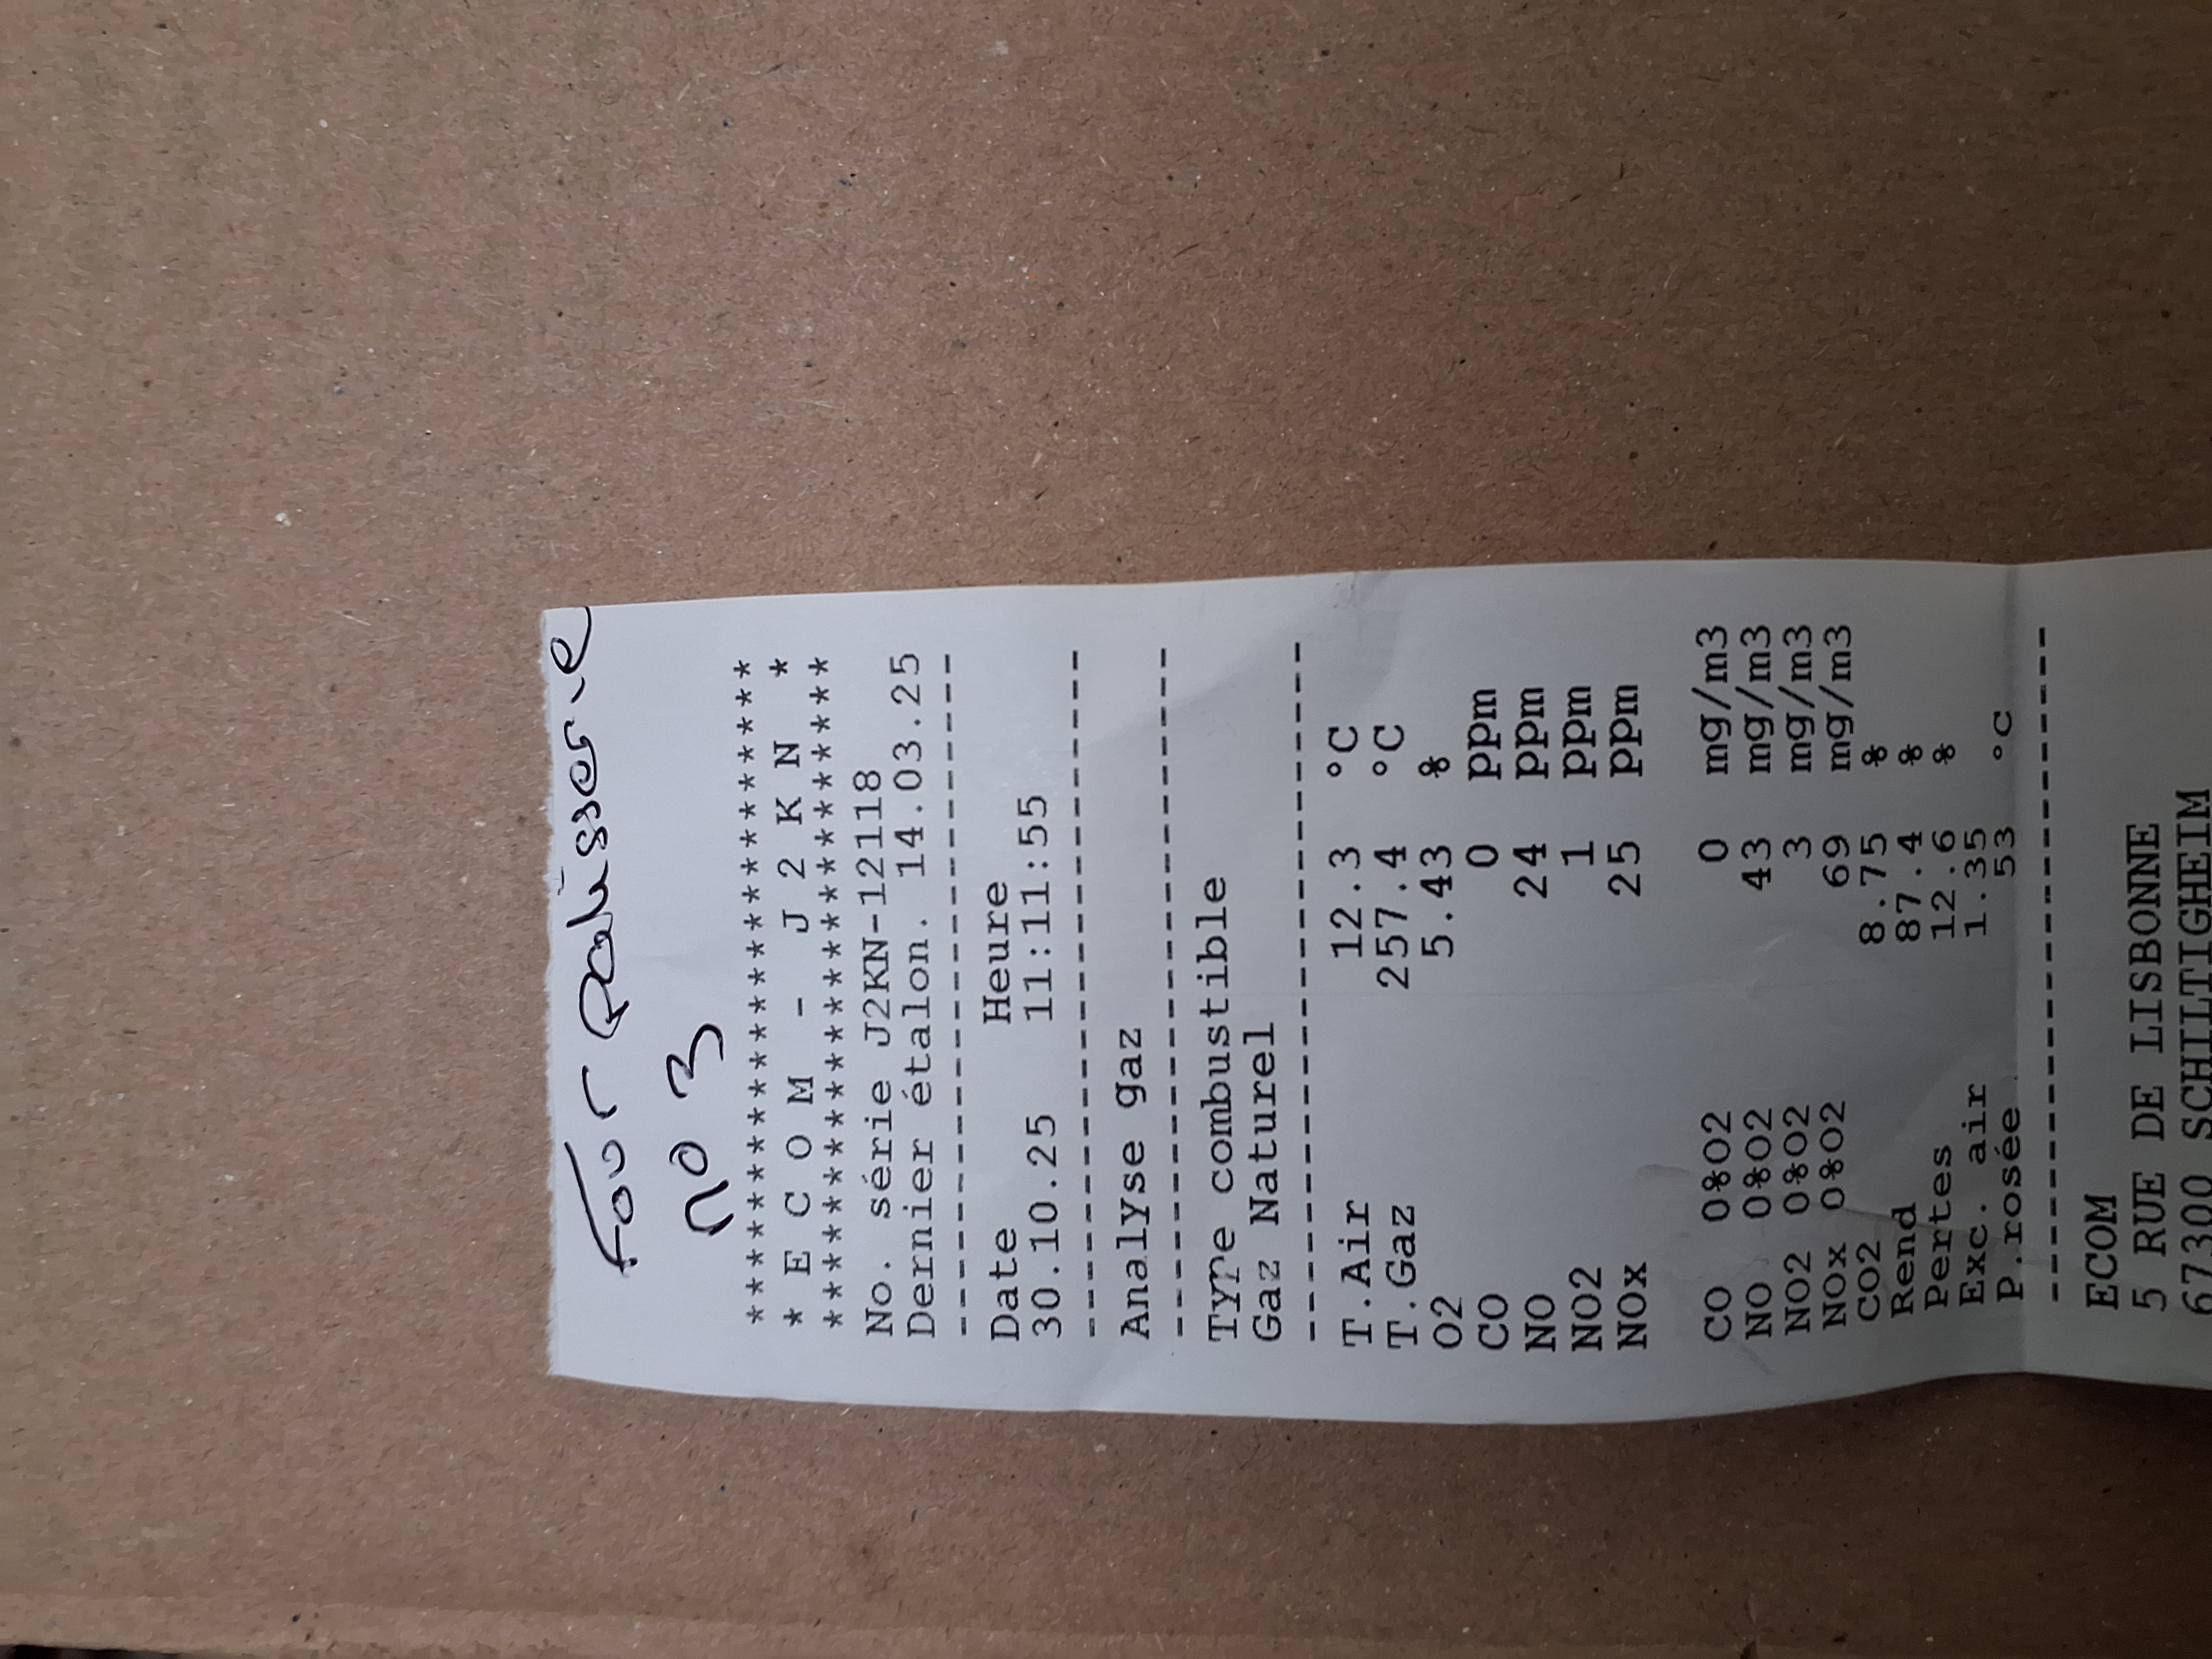 Four patisserie
no 3
***********************
* E C O M - J 2 K N *
***********************
No. série J2KN-12118
Dernier étalon. 14.03.25
------------------------
Date Heure
30.10.25 11:11:55
------------------------
Analyse gaz
------------------------
Type combustible
Gaz Naturel
------------------------
T.Air 12.3 °C
T.Gaz 257.4 °C
O2 5.43 %
CO 0 ppm
NO 24 ppm
NO2 1 ppm
NOx 25 ppm
CO 0%O2 0 mg/m3
NO 0%O2 43 mg/m3
NO2 0%O2 3 mg/m3
NOx 0%O2 69 mg/m3
CO2 8.75 %
Rend 87.4 %
Pertes 12.6 %
Exc. air 1.35
P.rosée 53 °C
------------------------
ECOM
5 RUE DE LISBONNE
67300 SCHILTIGHEIM